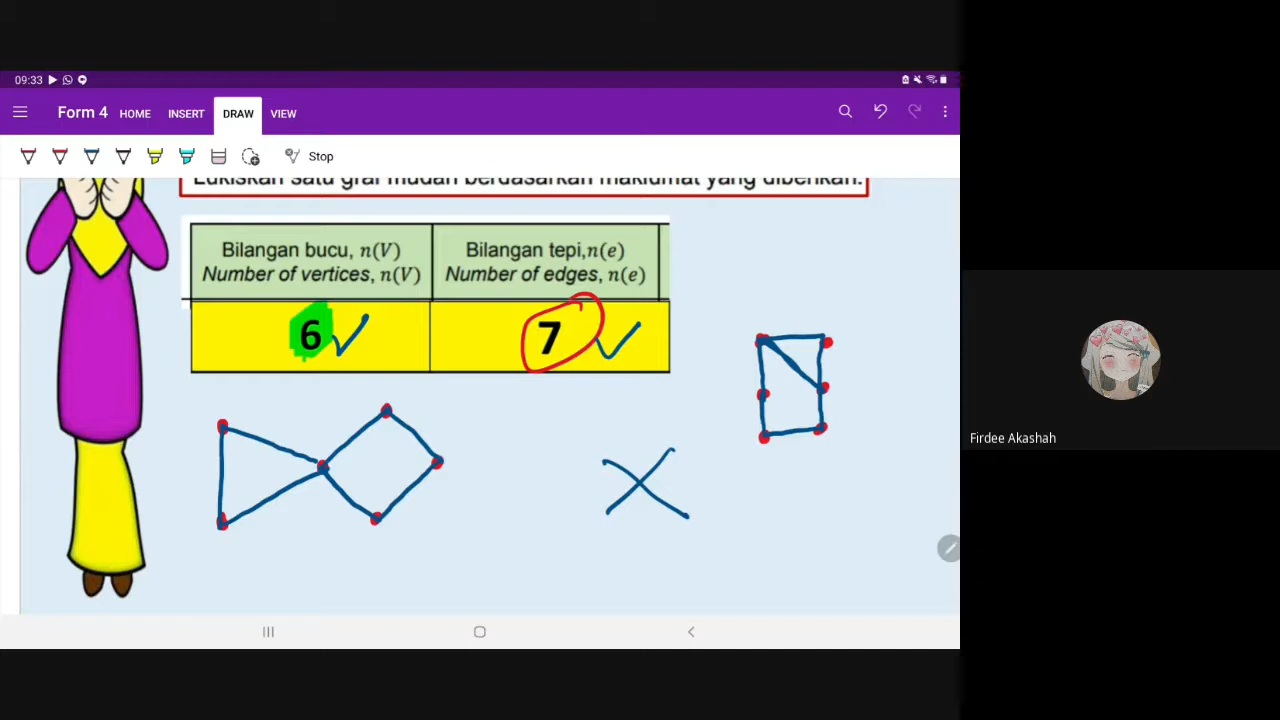 09:33
Form 4 HOME INSERT DRAW VIEW
Stop
Lukiskan satu graf mudah berdasarkan maklumat yang diberikan.
Bilangan bucu, n(V)
Number of vertices, n(V)
Bilangan tepi,n(e)
Number of edges, n(e)
6
7
Firdee Akashah